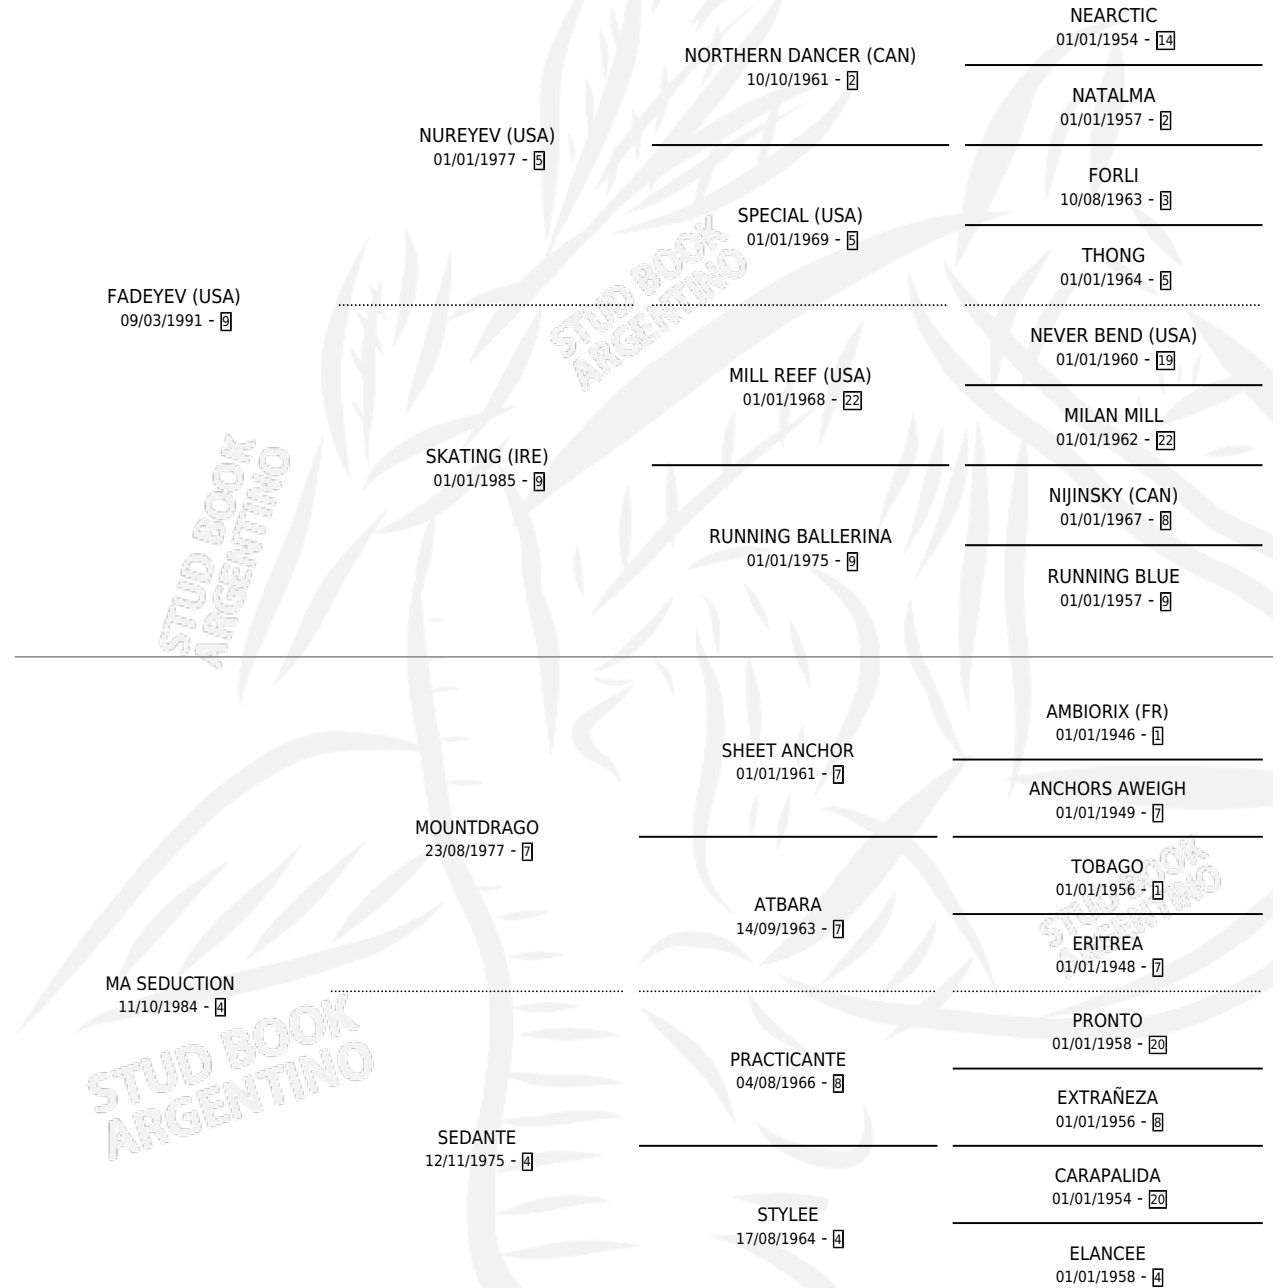 NEARCTIC
01/01/1954 - 14
NORTHERN DANCER (CAN)
10/10/1961 - 2
NATALMA
01/01/1957 - 2
NUREYEV (USA)
01/01/1977 - 5
FORLI
10/08/1963 - 3
SPECIAL (USA)
01/01/1969 - 5
THONG
01/01/1964 - 5
FADEYEV (USA)
09/03/1991 - 9
NEVER BEND (USA)
01/01/1960 - 19
MILL REEF (USA)
01/01/1968 - 22
MILAN MILL
01/01/1962 - 22
SKATING (IRE)
01/01/1985 - 9
NIJINSKY (CAN)
01/01/1967 - 8
RUNNING BALLERINA
01/01/1975 - 9
RUNNING BLUE
01/01/1957 - 9
AMBIORIX (FR)
01/01/1946 - 1
SHEET ANCHOR
01/01/1961 - 7
ANCHORS AWEIGH
01/01/1949 - 7
MOUNTDRAGO
23/08/1977 - 7
TOBAGO
01/01/1956 - 1
ATBARA
14/09/1963 - 7
ERITREA
01/01/1948 - 7
MA SEDUCTION
11/10/1984 - 4
PRONTO
01/01/1958 - 20
PRACTICANTE
04/08/1966 - 8
EXTRAÑEZA
01/01/1956 - 8
SEDANTE
12/11/1975 - 4
CARAPALIDA
01/01/1954 - 20
STYLEE
17/08/1964 - 4
ELANCEE
01/01/1958 - 4
STUD BOOK
ARGENTINO
STUD BOOK
ARGENTINO
STUD BOOK
ARGENTINO
STUD BOOK
ARGENTINO